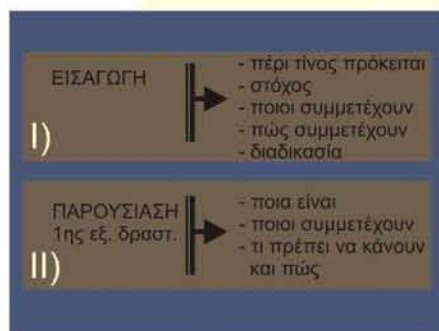 ΕΙΣΑΓΩΓΗ
I)
- πέρι τίνος πρόκειται
- στόχος
- ποιοι συμμετέχουν
- πώς συμμετέχουν
- διαδικασία
ΠΑΡΟΥΣΙΑΣΗ
1ης εξ. δραστ.
II)
- ποια είναι
- ποιοι συμμετέχουν
- τι πρέπει να κάνουν
και πώς